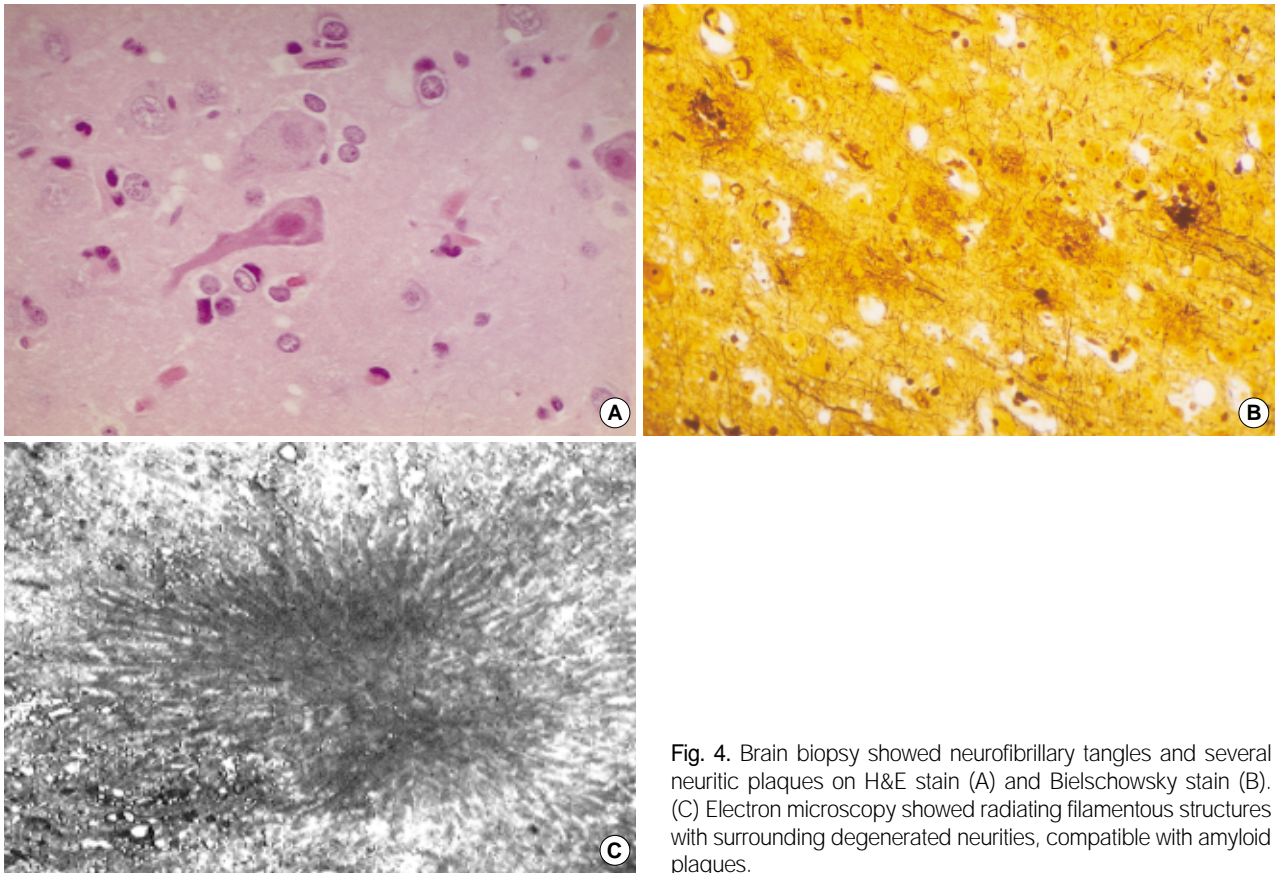 A
B
C
Fig. 4. Brain biopsy showed neurofibrillary tangles and several
neuritic plaques on H&E stain (A) and Bielschowsky stain (B).
(C) Electron microscopy showed radiating filamentous structures
with surrounding degenerated neurities, compatible with amyloid
plaques.